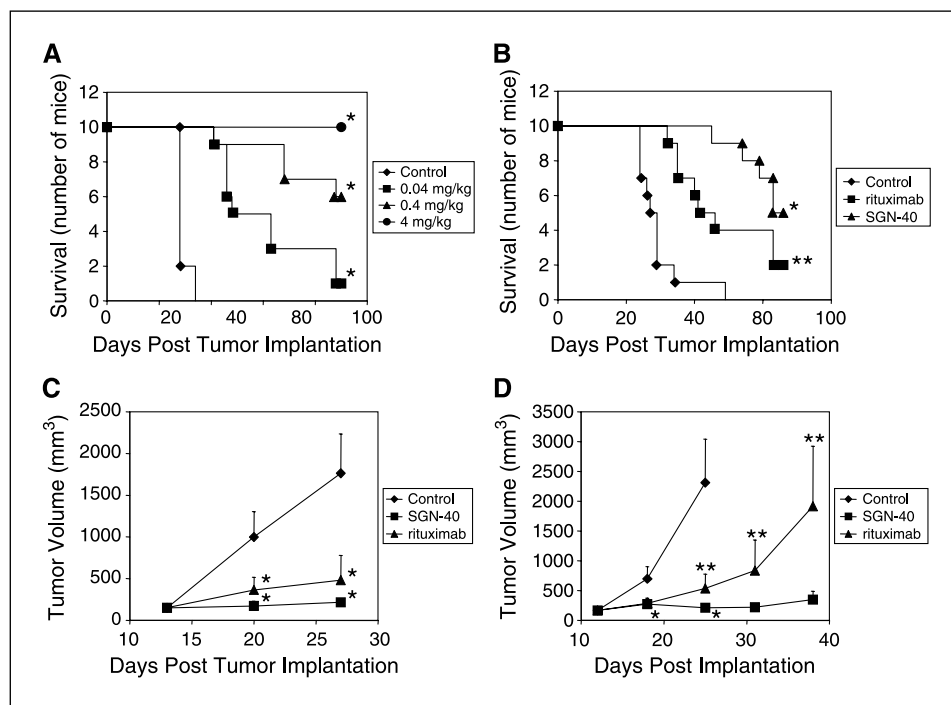 A
Survival (number of mice)
12
10
8
6
4
2
0
0 20 40 60 80 100
*
*
*
Days Post Tumor Implantation
Control
0.04 mg/kg
0.4 mg/kg
4 mg/kg
B
Survival (number of mice)
12
10
8
6
4
2
0
0 20 40 60 80 100
*
**
Days Post Tumor Implantation
Control
rituximab
SGN-40
C
Tumor Volume (mm³)
2500
2000
1500
1000
500
0
10 15 20 25 30
* *
* *
Days Post Tumor Implantation
Control
SGN-40
rituximab
D
Tumor Volume (mm³)
3500
3000
2500
2000
1500
1000
500
0
10 20 30 40
**
** **
* *
Days Post Implantation
Control
SGN-40
rituximab